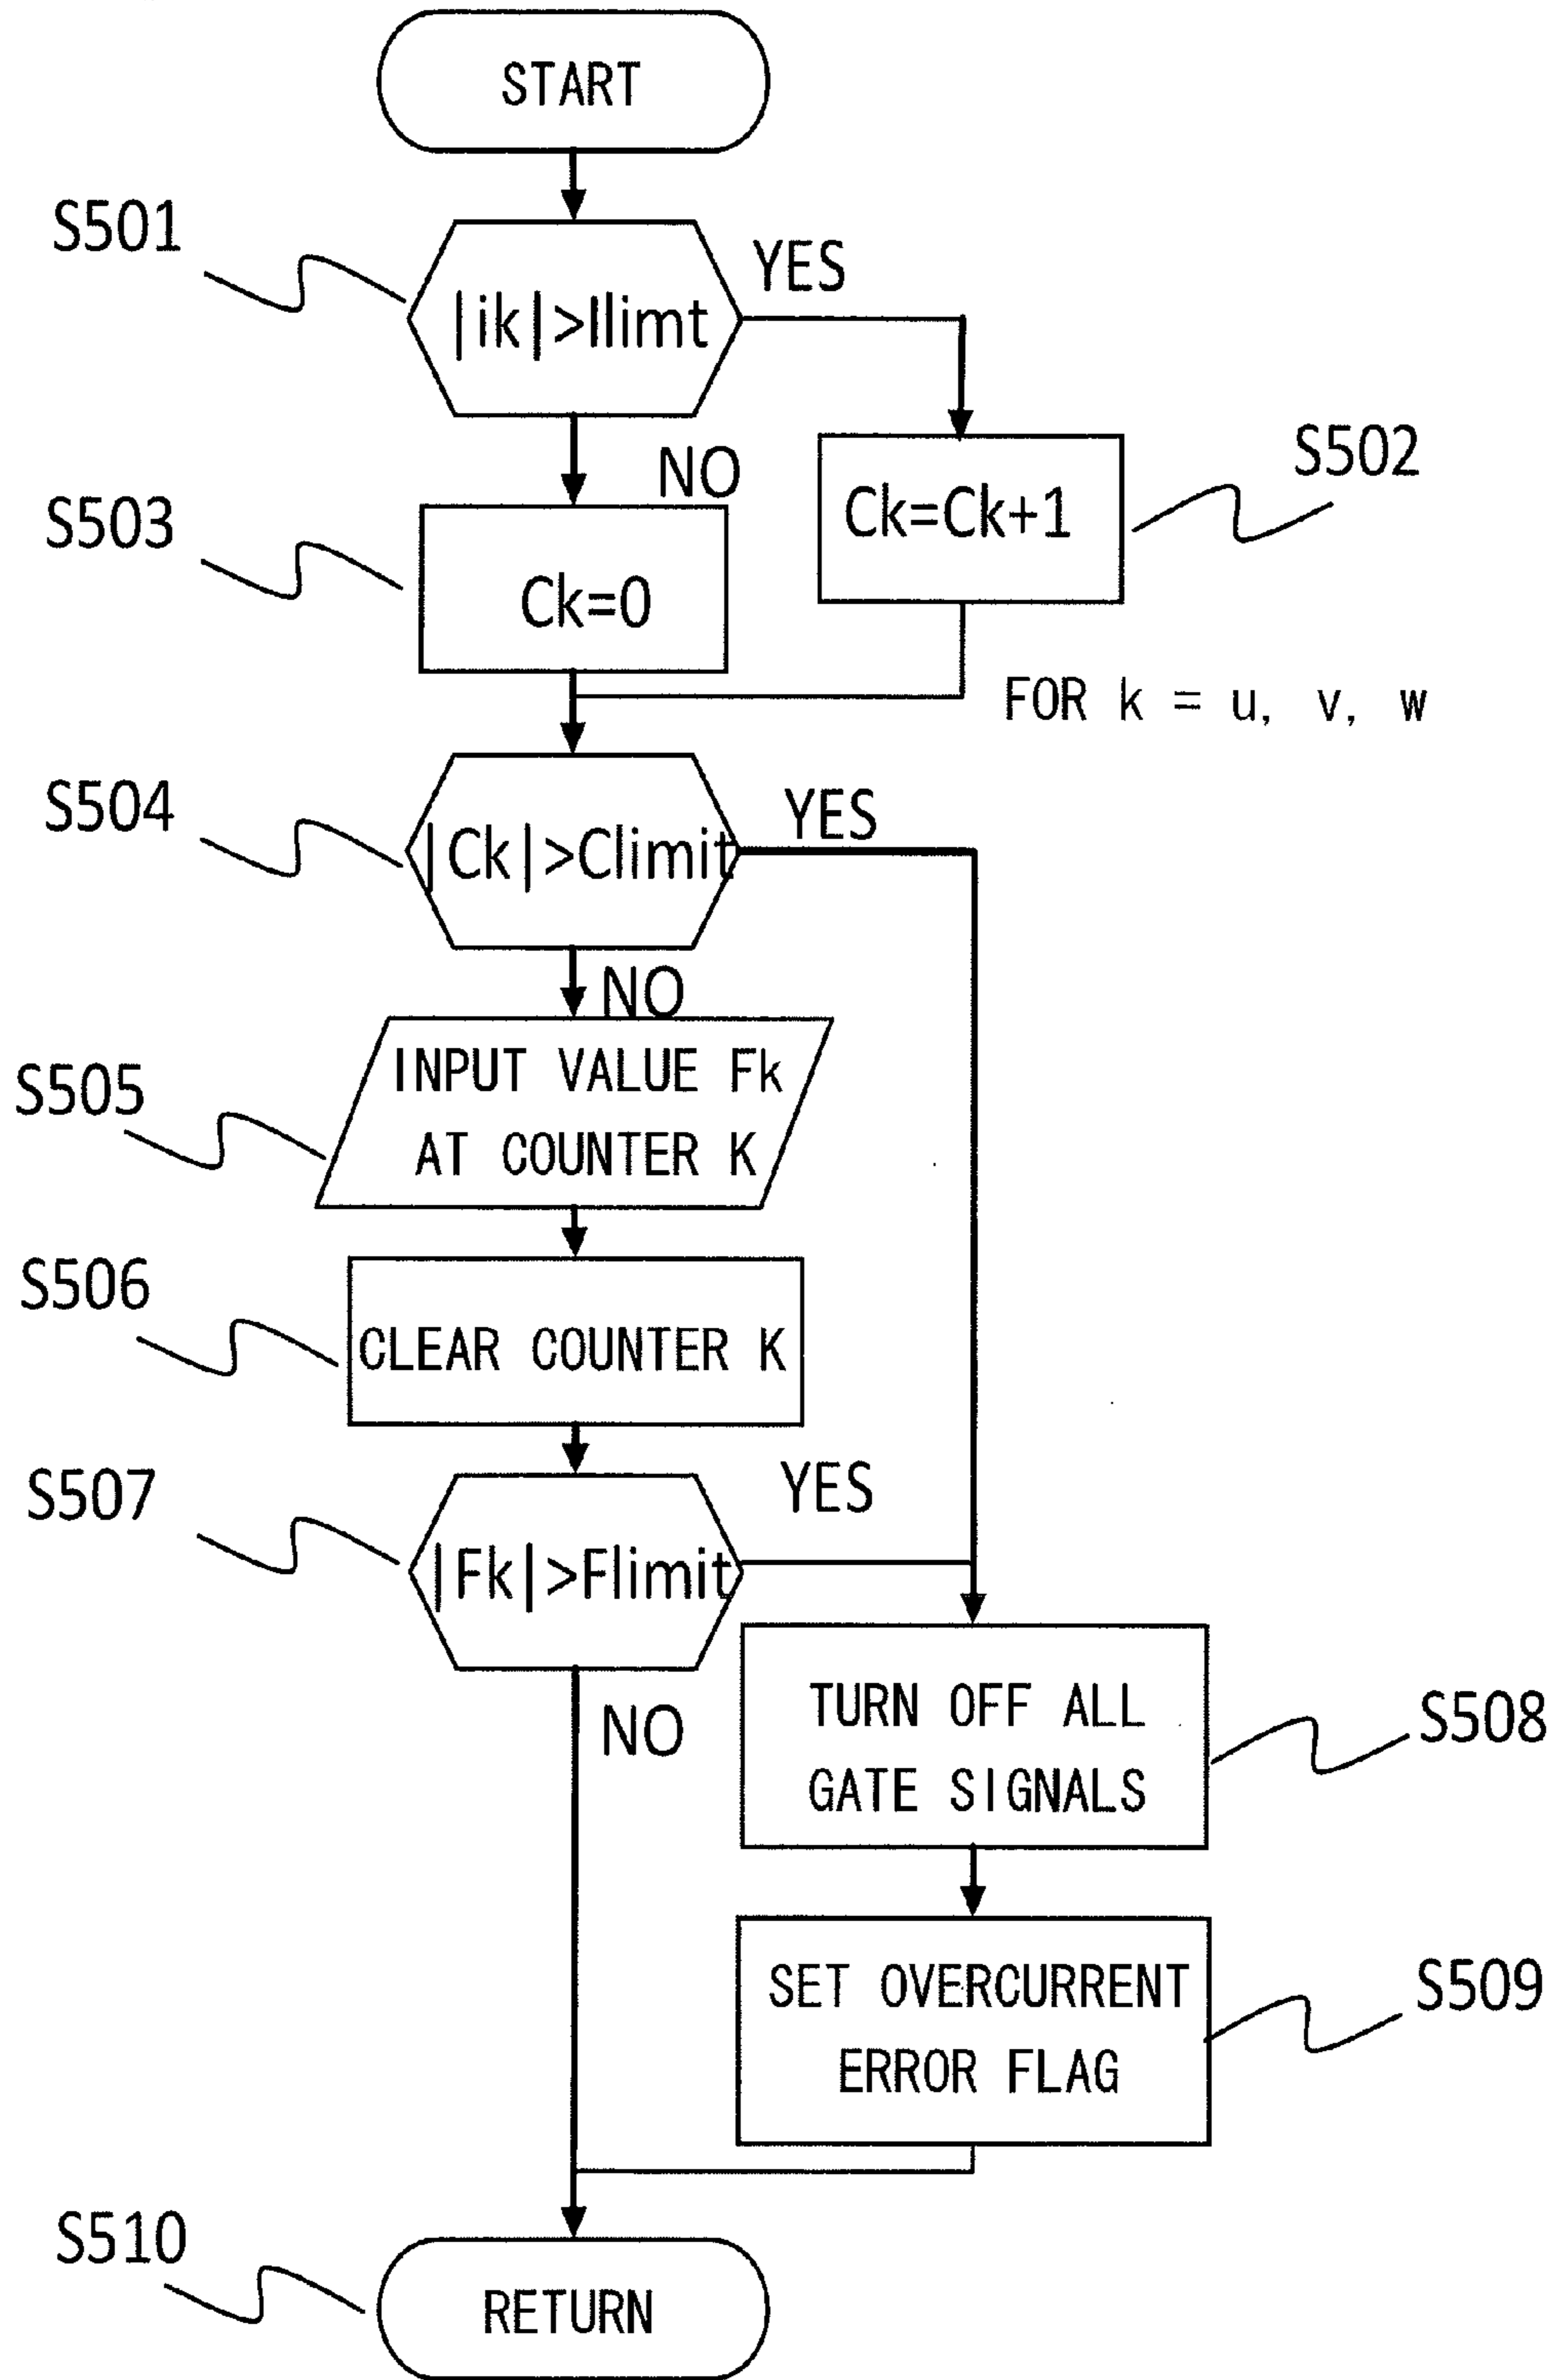 START
S501
YES
|ik|>Ilimt
NO
S502
Ck=Ck+1
S503
Ck=0
FOR k = u, v, w
S504
YES
|Ck|>Climit
NO
S505
INPUT VALUE Fk
AT COUNTER K
S506
CLEAR COUNTER K
S507
YES
|Fk|>Flimit
NO
TURN OFF ALL
GATE SIGNALS
S508
SET OVERCURRENT
ERROR FLAG
S509
S510
RETURN